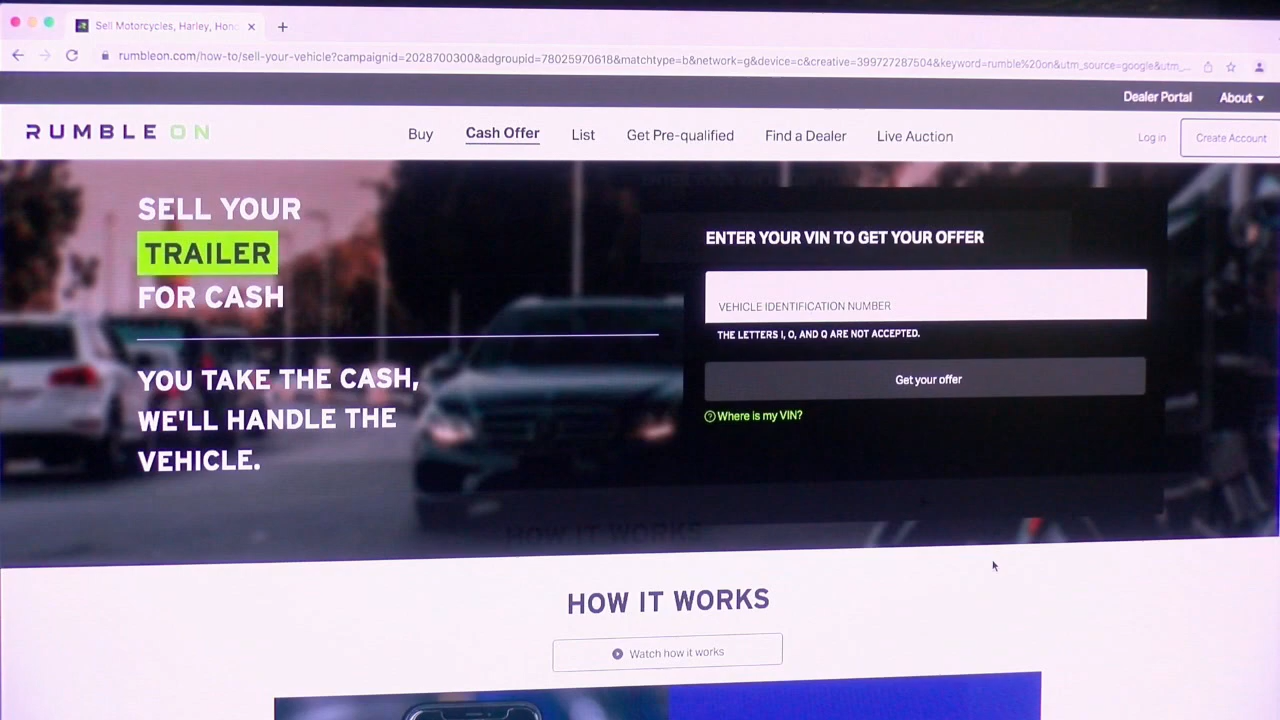 Sell Motorcycles, Harley, Hond
rumbleon.com/how-to/sell-your-vehicle?campaignid=2028700300&adgroupid=78025970618&matchtype=b&network=g&device=c&creative=399727287504&keyword=rumble%20on&utm_source=google&utm_...
Dealer Portal About
RUMBLE ON
Buy Cash Offer List Get Pre-qualified Find a Dealer Live Auction Log in Create Account
SELL YOUR
TRAILER
FOR CASH
YOU TAKE THE CASH,
WE'LL HANDLE THE
VEHICLE.
ENTER YOUR VIN TO GET YOUR OFFER
VEHICLE IDENTIFICATION NUMBER
THE LETTERS I, O, AND Q ARE NOT ACCEPTED.
Get your offer
Where is my VIN?
HOW IT WORKS
HOW IT WORKS
Watch how it works